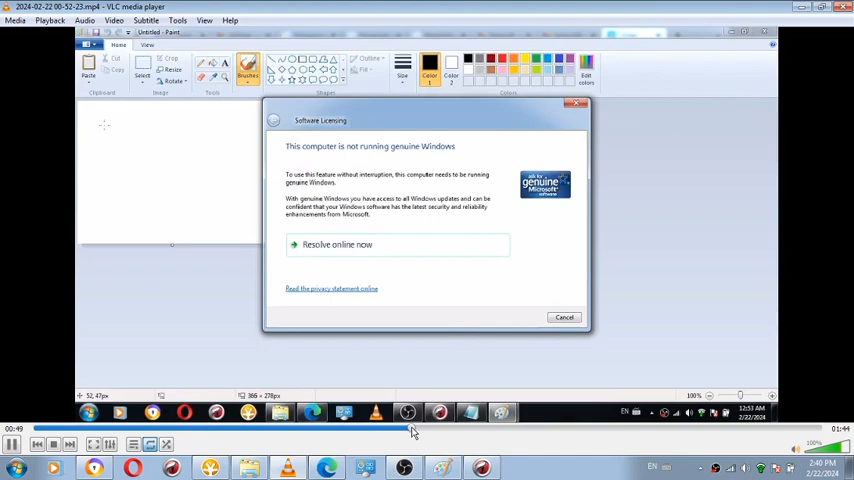 2024-02-22 00-52-23.mp4 - VLC media player
Media Playback Audio Video Subtitle Tools View Help
Untitled - Paint
Home View
Paste
Cut
Copy
Clipboard
Select
Crop
Resize
Rotate
Image
Tools
Brushes
Shapes
Outline
Fill
Size
Color 1
Color 2
Colors
Edit colors
Software Licensing
This computer is not running genuine Windows
To use this feature without interruption, this computer needs to be running
genuine Windows.
With genuine Windows you have access to all Windows updates and can be
confident that your Windows software has the latest security and reliability
enhancements from Microsoft.
ask for
genuine
Microsoft
software
Resolve online now
Read the privacy statement online
Cancel
52, 47px
366 × 278px
100%
EN
12:53 AM
2/22/2024
00:49
01:44
100%
EN
2:40 PM
2/22/2024